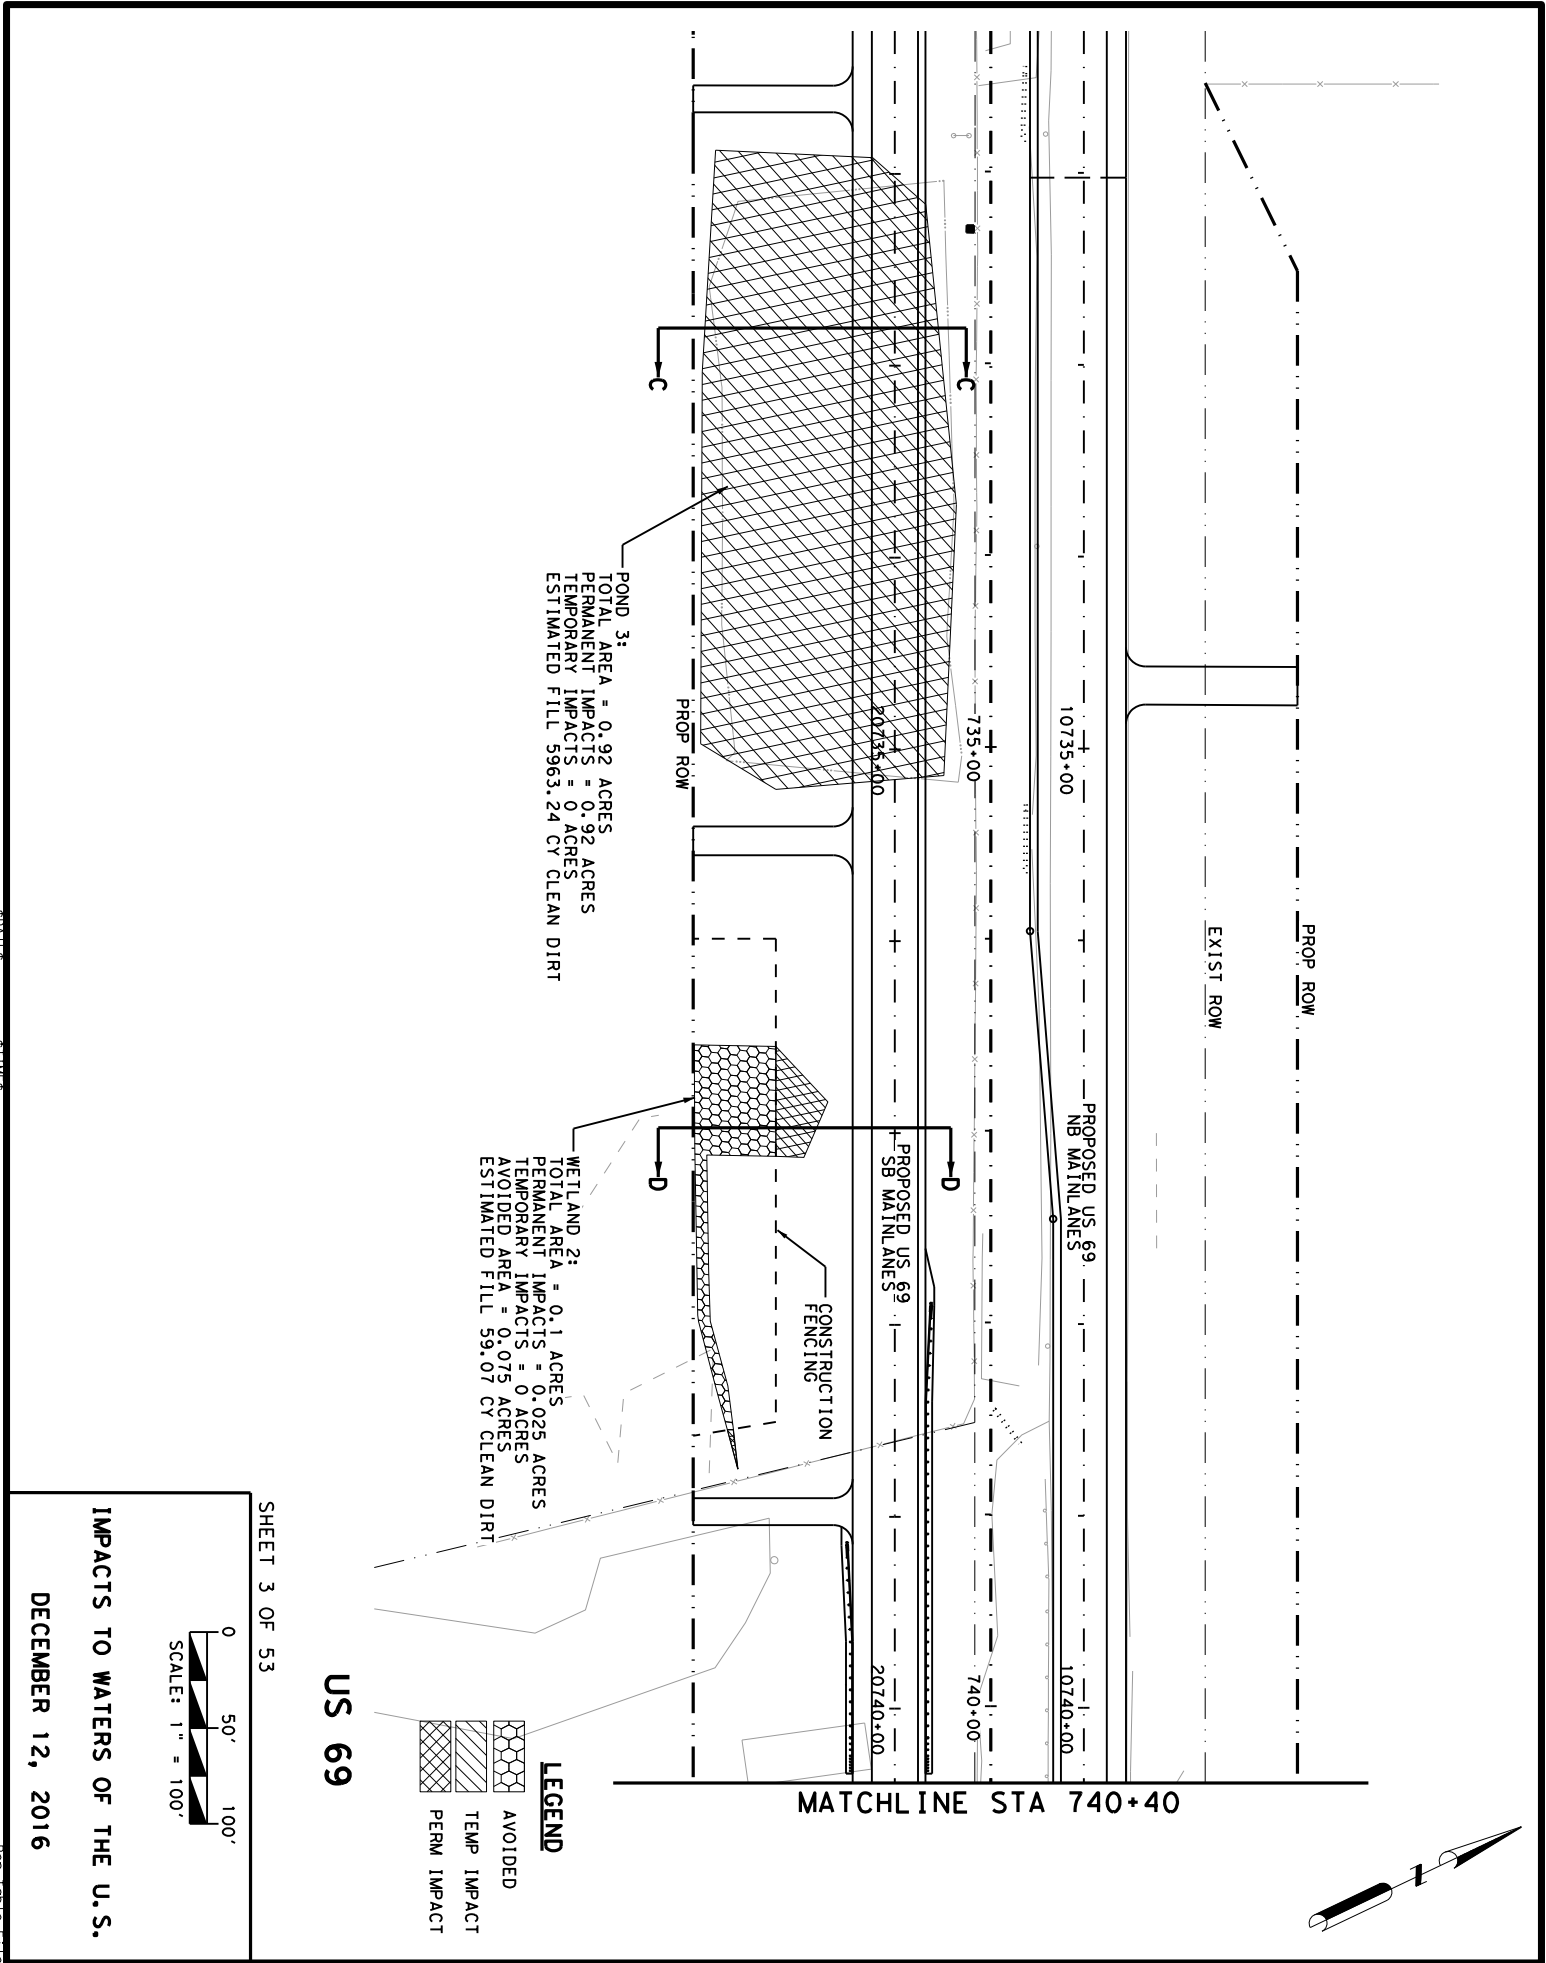 PROP ROW
EXIST ROW
10735+00
735+00
20735+00
PROP ROW
POND 3:
TOTAL AREA = 0.92 ACRES
PERMANENT IMPACTS = 0.92 ACRES
TEMPORARY IMPACTS = 0 ACRES
ESTIMATED FILL 5963.24 CY CLEAN DIRT
C
C
PROPOSED US 69
NB MAINLANES
PROPOSED US 69
SB MAINLANES
D
D
CONSTRUCTION
FENCING
WETLAND 2:
TOTAL AREA = 0.1 ACRES
PERMANENT IMPACTS = 0.025 ACRES
TEMPORARY IMPACTS = 0 ACRES
AVOIDED AREA = 0.075 ACRES
ESTIMATED FILL 59.07 CY CLEAN DIRT
10740+00
740+00
20740+00
MATCHLINE STA 740+40
N
LEGEND
AVOIDED
TEMP IMPACT
PERM IMPACT
US 69
SHEET 3 OF 53
0 50' 100'
SCALE: 1" = 100'
IMPACTS TO WATERS OF THE U.S.
DECEMBER 12, 2016